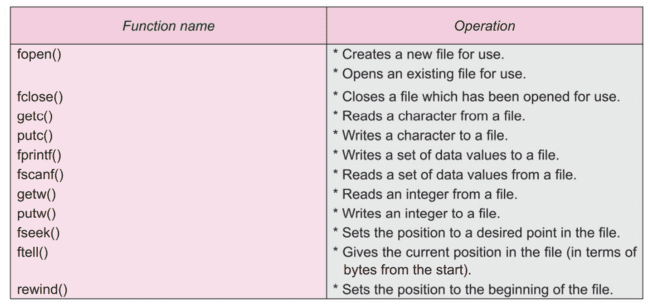 Function name Operation
fopen() * Creates a new file for use.
* Opens an existing file for use.
fclose() * Closes a file which has been opened for use.
getc() * Reads a character from a file.
putc() * Writes a character to a file.
fprintf() * Writes a set of data values to a file.
fscanf() * Reads a set of data values from a file.
getw() * Reads an integer from a file.
putw() * Writes an integer to a file.
fseek() * Sets the position to a desired point in the file.
ftell() * Gives the current position in the file (in terms of
bytes from the start).
rewind() * Sets the position to the beginning of the file.